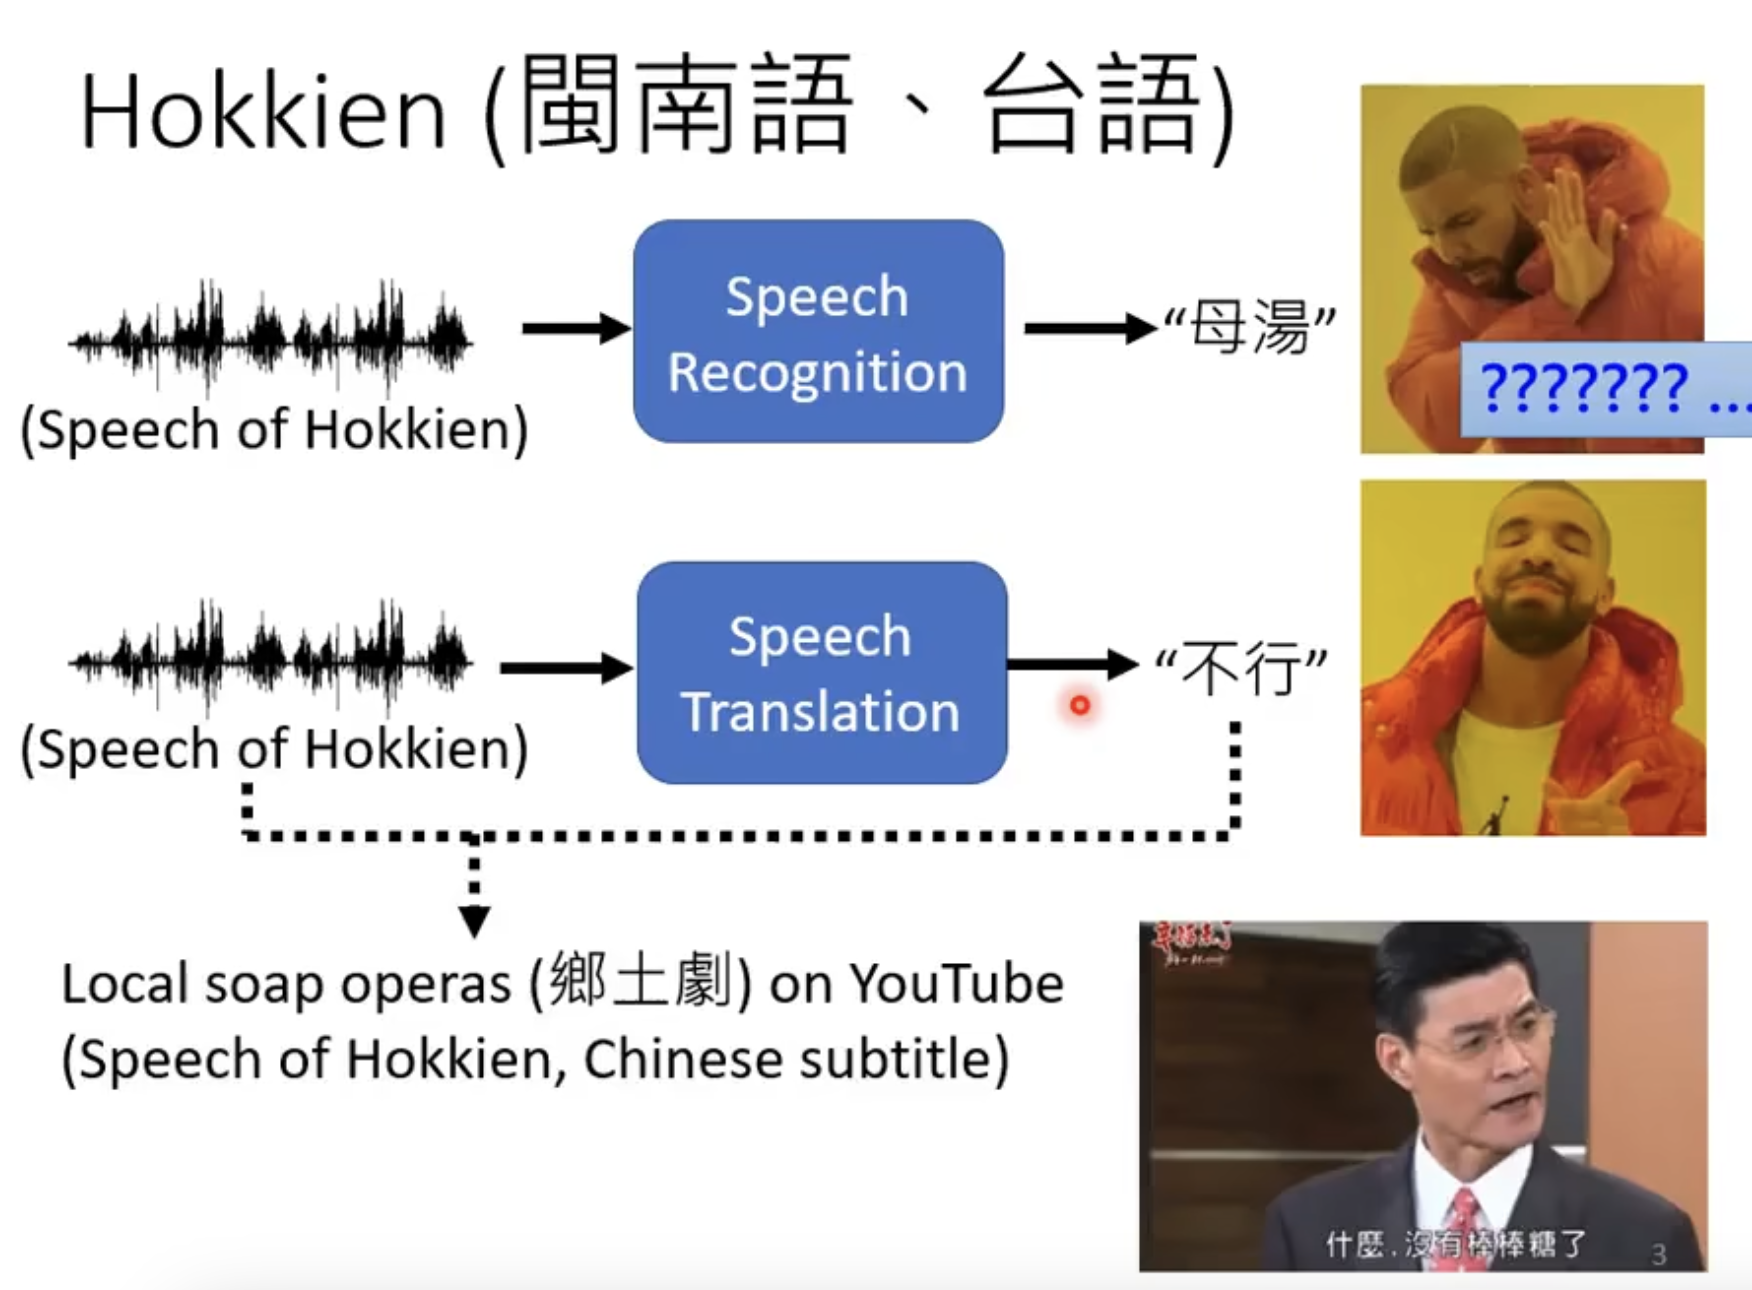 Hokkien (閩南語、台語)
Speech
Recognition
“母湯”
(Speech of Hokkien)
??????? ...
Speech
Translation
“不行”
(Speech of Hokkien)
Local soap operas (鄉土劇) on YouTube
(Speech of Hokkien, Chinese subtitle)
什麼.沒有棒棒糖了
3